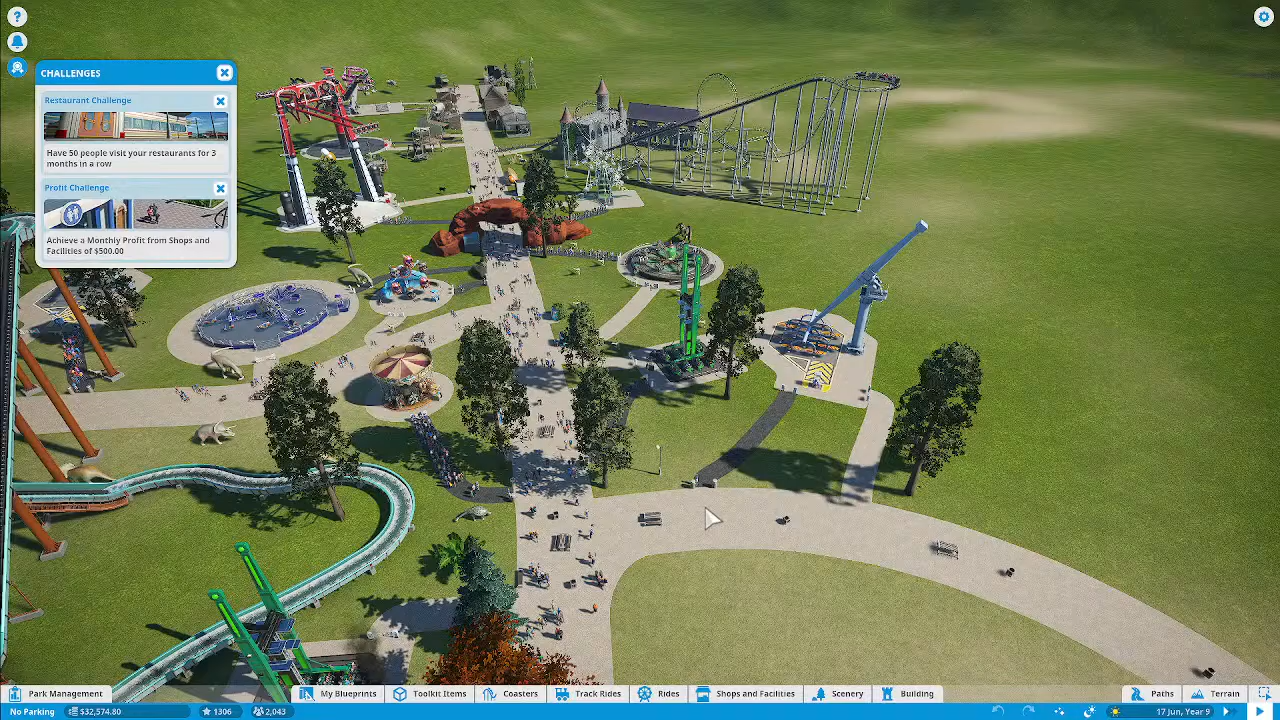 ?
CHALLENGES
Restaurant Challenge
Have 50 people visit your restaurants for 3
months in a row
Profit Challenge
Achieve a Monthly Profit from Shops and
Facilities of $500.00
Park Management
My Blueprints
Toolkit Items
Coasters
Track Rides
Rides
Shops and Facilities
Scenery
Building
Paths
Terrain
No Parking
$32,574.80
1306
2,043
17 Jun, Year 9